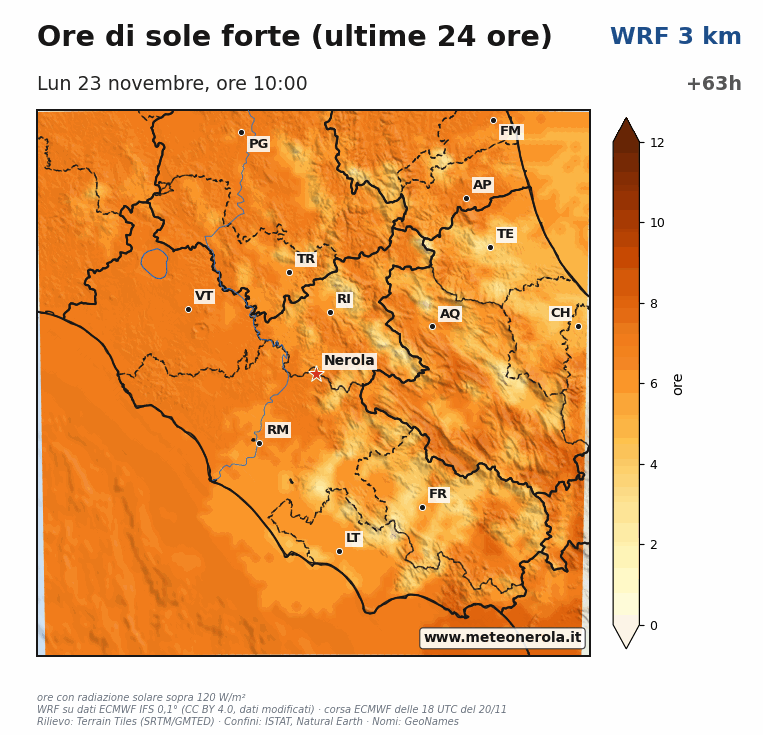 Ore di sole forte (ultime 24 ore)
WRF 3 km
Lun 23 novembre, ore 10:00
+63h
FM
PG
AP
TE
TR
VT
RI
AQ
CH
Nerola
RM
FR
LT
www.meteonerola.it
12
10
8
6
4
2
0
ore
ore con radiazione solare sopra 120 W/m²
WRF su dati ECMWF IFS 0,1° (CC BY 4.0, dati modificati) · corsa ECMWF delle 18 UTC del 20/11
Rilievo: Terrain Tiles (SRTM/GMTED) · Confini: ISTAT, Natural Earth · Nomi: GeoNames